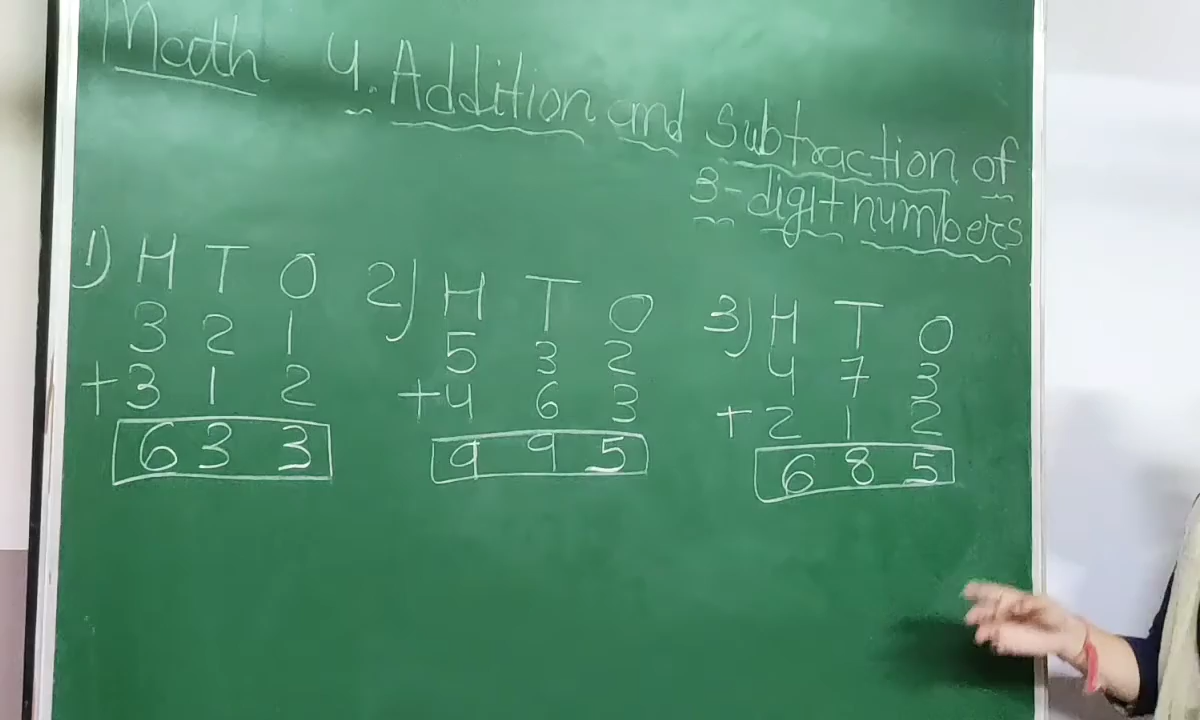 Math 4. Addition and Subtraction of
3-digit numbers
1) H T O
3 2 1
+3 1 2
6 3 3
2) H T O
5 3 2
+4 6 3
9 9 5
3) H T O
4 7 3
+2 1 2
6 8 5